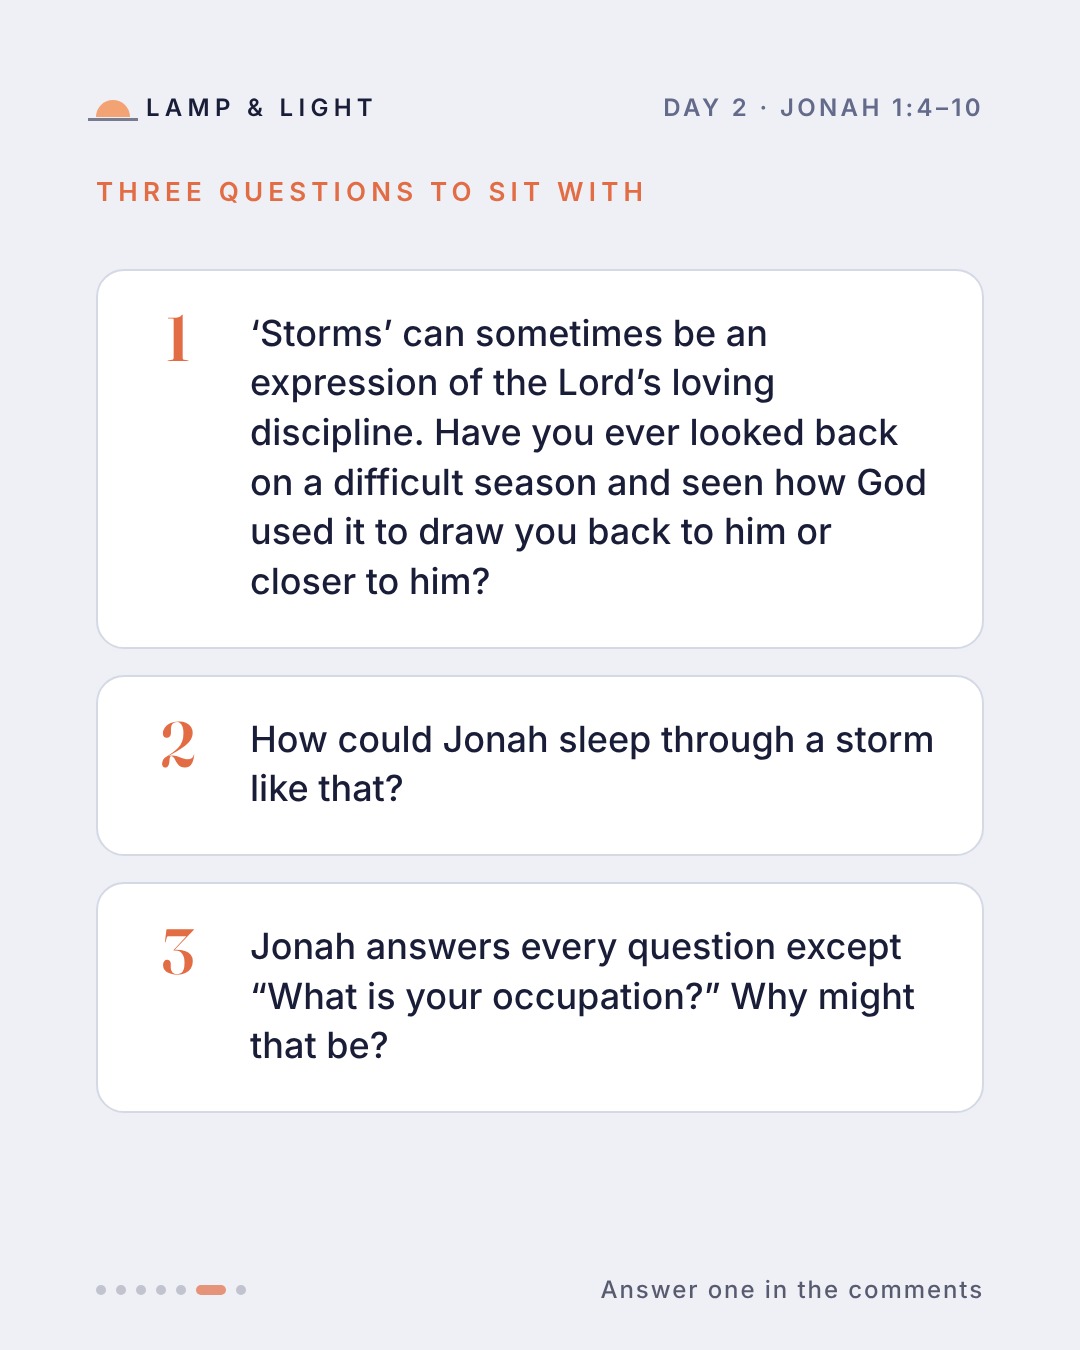 LAMP & LIGHT
DAY 2 · JONAH 1:4–10
THREE QUESTIONS TO SIT WITH
1
‘Storms’ can sometimes be an
expression of the Lord’s loving
discipline. Have you ever looked back
on a difficult season and seen how God
used it to draw you back to him or
closer to him?
2
How could Jonah sleep through a storm
like that?
3
Jonah answers every question except
“What is your occupation?” Why might
that be?
Answer one in the comments